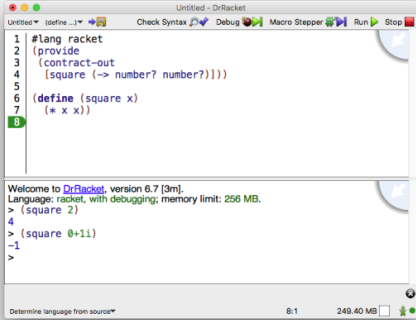 Untitled - DrRacket
Untitled▾ (define ...)▾ Check Syntax Debug Macro Stepper Run Stop
1 #lang racket
2 (provide
3 (contract-out
4 [square (-> number? number?)]))
5
6 (define (square x)
7 (* x x))
8
Welcome to DrRacket, version 6.7 [3m].
Language: racket, with debugging; memory limit: 256 MB.
> (square 2)
4
> (square 0+1i)
-1
>
Determine language from source▾ 8:1 249.40 MB